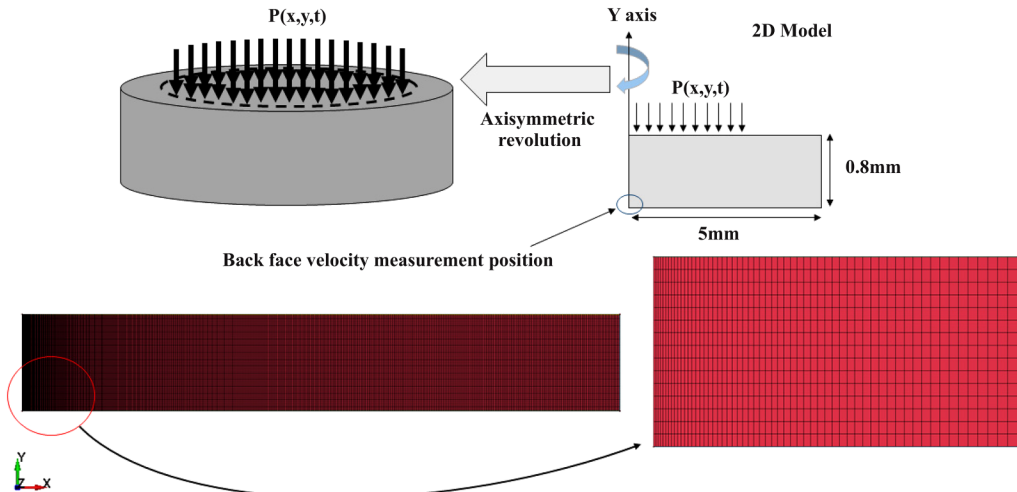 P(x,y,t)
Y axis
2D Model
P(x,y,t)
Axisymmetric
revolution
0.8mm
5mm
Back face velocity measurement position
Y
Z
X